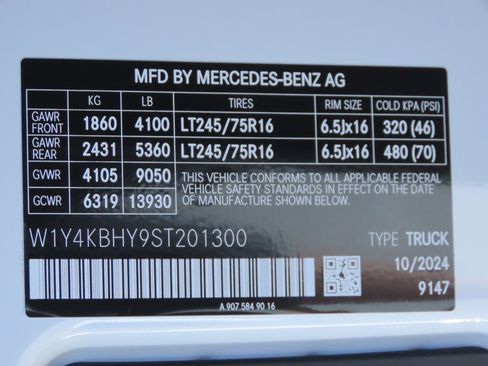 MFD BY MERCEDES-BENZ AG
KG LB TIRES RIM SIZE COLD KPA (PSI)
GAWR FRONT 1860 4100 LT245/75R16 6.5Jx16 320 (46)
GAWR REAR 2431 5360 LT245/75R16 6.5Jx16 480 (70)
GVWR 4105 9050 THIS VEHICLE CONFORMS TO ALL APPLICABLE FEDERAL
VEHICLE SAFETY STANDARDS IN EFFECT ON THE DATE
GCWR 6319 13930 OF MANUFACTURE SHOWN ABOVE.
W1Y4KBHY9ST201300 TYPE TRUCK
10/2024
9147
A 907 584 90 16